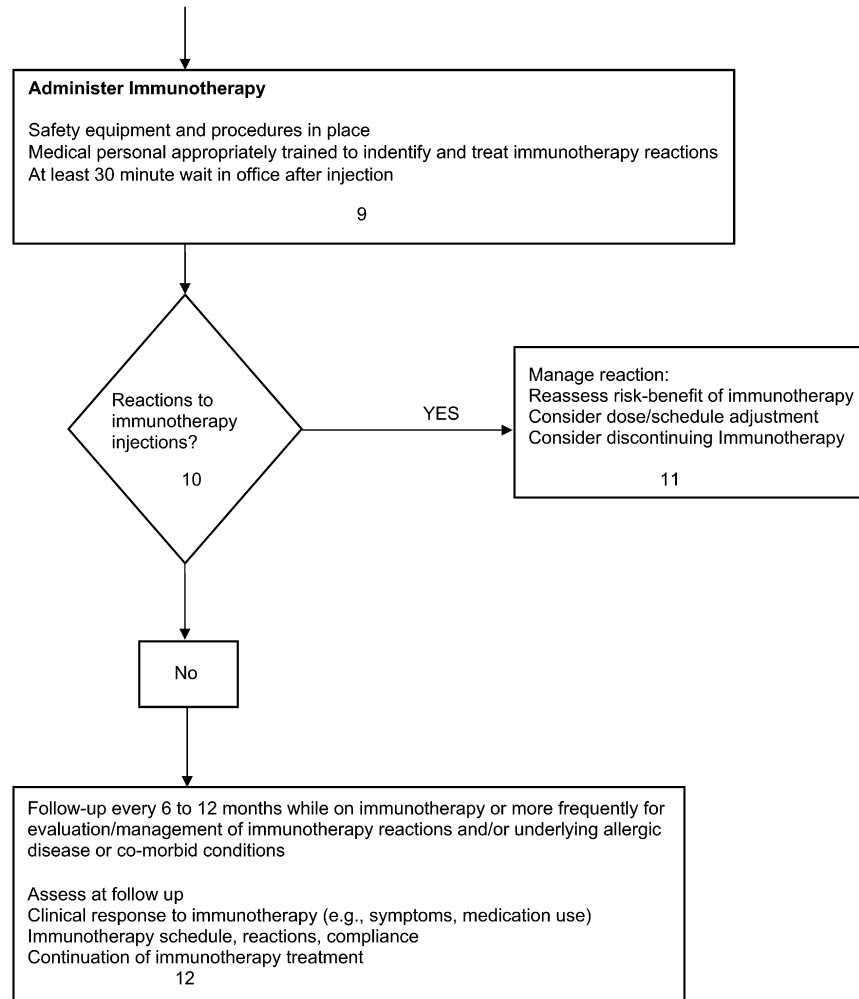 Administer Immunotherapy
Safety equipment and procedures in place
Medical personal appropriately trained to indentify and treat immunotherapy reactions
At least 30 minute wait in office after injection
9
Reactions to
immunotherapy
injections?
10
YES
Manage reaction:
Reassess risk-benefit of immunotherapy
Consider dose/schedule adjustment
Consider discontinuing Immunotherapy
11
No
Follow-up every 6 to 12 months while on immunotherapy or more frequently for
evaluation/management of immunotherapy reactions and/or underlying allergic
disease or co-morbid conditions
Assess at follow up
Clinical response to immunotherapy (e.g., symptoms, medication use)
Immunotherapy schedule, reactions, compliance
Continuation of immunotherapy treatment
12